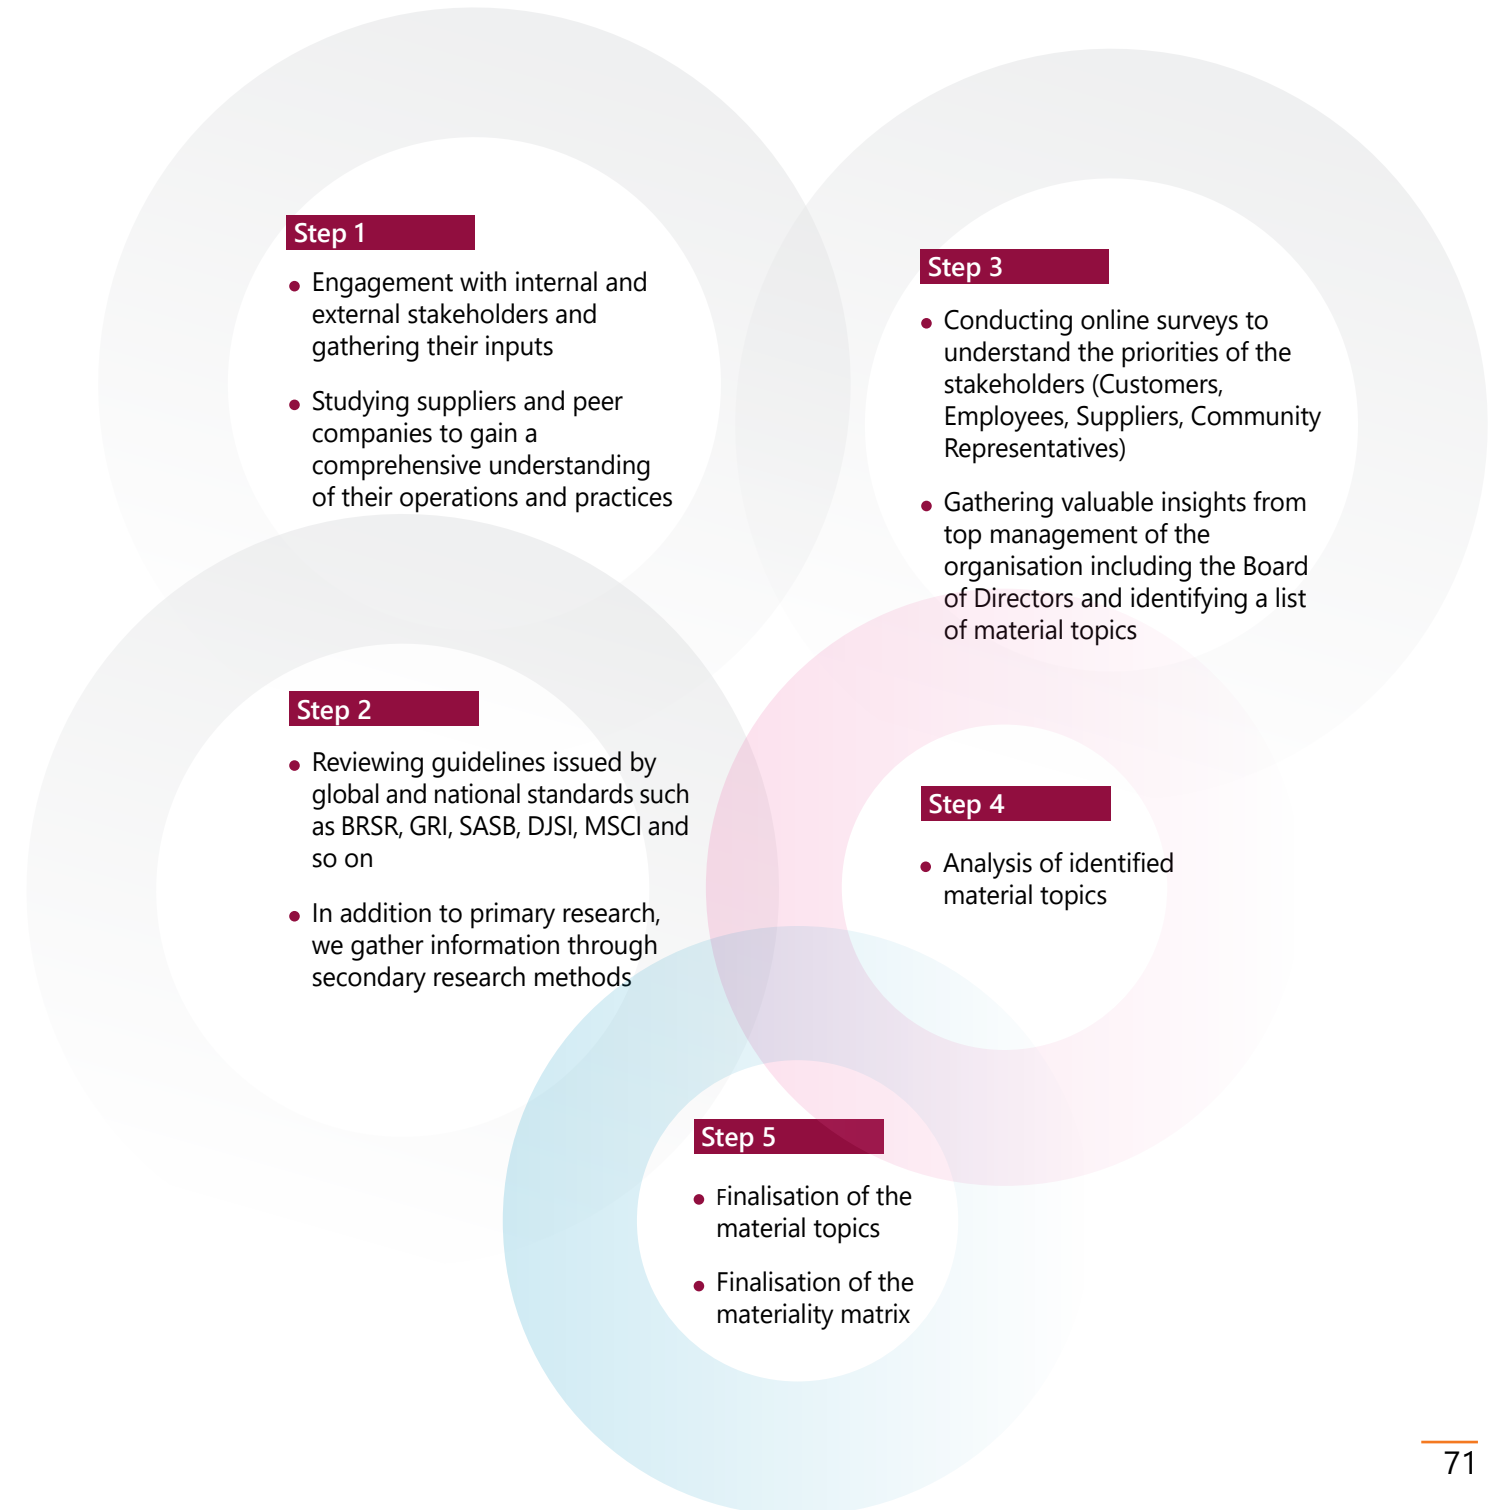 Step 1
• Engagement with internal and
external stakeholders and
gathering their inputs
• Studying suppliers and peer
companies to gain a
comprehensive understanding
of their operations and practices
Step 2
• Reviewing guidelines issued by
global and national standards such
as BRSR, GRI, SASB, DJSI, MSCI and
so on
• In addition to primary research,
we gather information through
secondary research methods
Step 3
• Conducting online surveys to
understand the priorities of the
stakeholders (Customers,
Employees, Suppliers, Community
Representatives)
• Gathering valuable insights from
top management of the
organisation including the Board
of Directors and identifying a list
of material topics
Step 4
• Analysis of identified
material topics
Step 5
• Finalisation of the
material topics
• Finalisation of the
materiality matrix
71